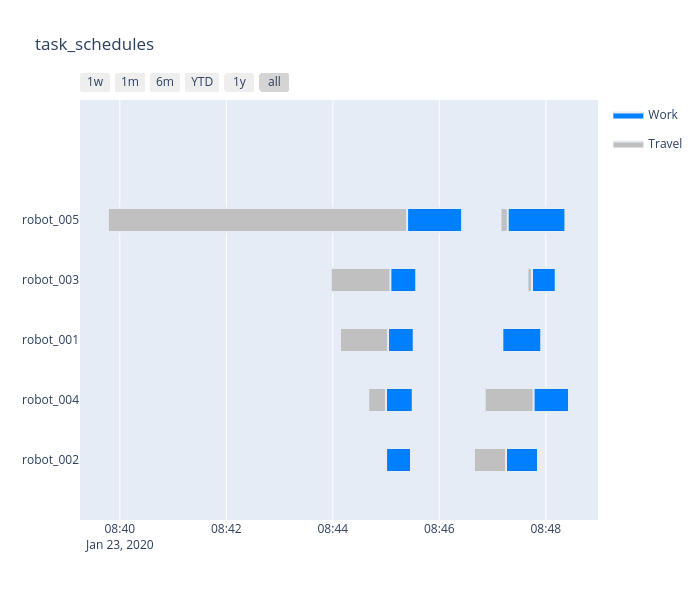 task_schedules
1w 1m 6m YTD 1y all
Work
Travel
robot_005
robot_003
robot_001
robot_004
robot_002
08:40 08:42 08:44 08:46 08:48
Jan 23, 2020